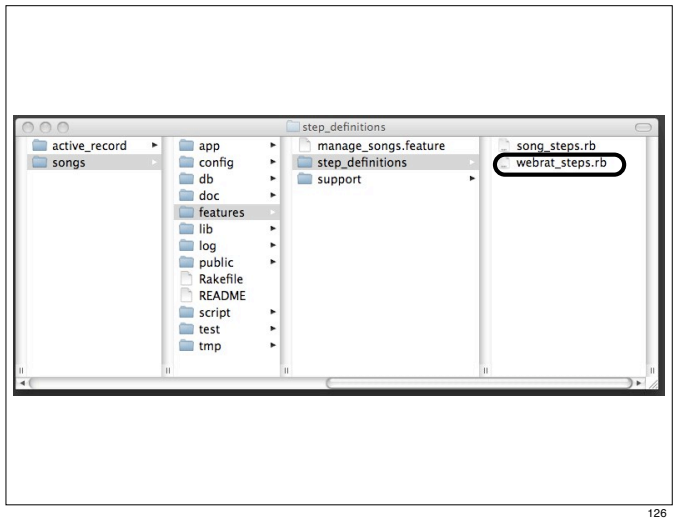 step_definitions
active_record
songs
app
config
db
doc
features
lib
log
public
Rakefile
README
script
test
tmp
manage_songs.feature
step_definitions
support
song_steps.rb
webrat_steps.rb
126